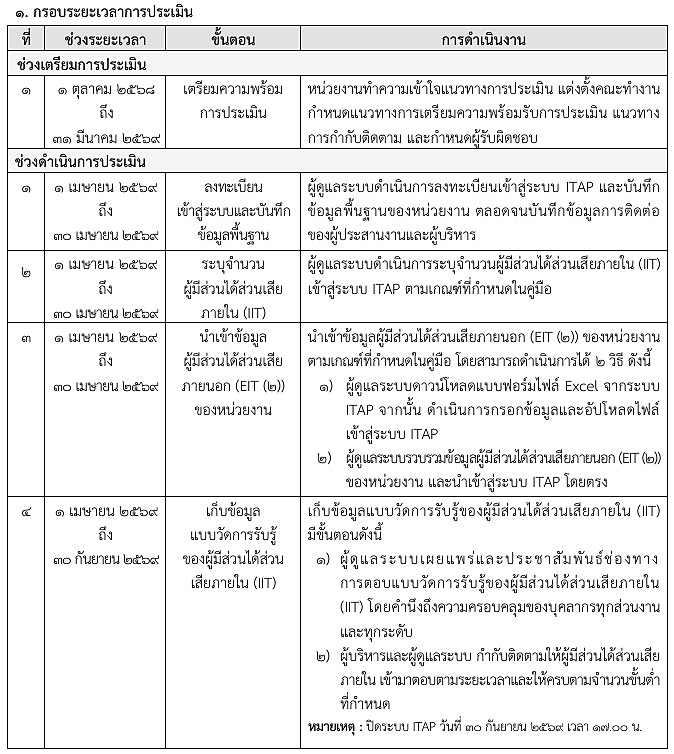 ๑. กรอบระยะเวลาการประเมิน
ที่ ช่วงระยะเวลา ขั้นตอน การดำเนินงาน
ช่วงเตรียมการประเมิน
๑ ๑ ตุลาคม ๒๕๖๘ เตรียมความพร้อม หน่วยงานทำความเข้าใจแนวทางการประเมิน แต่งตั้งคณะทำงาน
ถึง การประเมิน กำหนดแนวทางการเตรียมความพร้อมรับการประเมิน แนวทาง
๓๑ มีนาคม ๒๕๖๙ การกำกับติดตาม และกำหนดผู้รับผิดชอบ
ช่วงดำเนินการประเมิน
๑ ๑ เมษายน ๒๕๖๙ ลงทะเบียน ผู้ดูแลระบบดำเนินการลงทะเบียนเข้าสู่ระบบ ITAP และบันทึก
ถึง เข้าสู่ระบบและบันทึก ข้อมูลพื้นฐานของหน่วยงาน ตลอดจนบันทึกข้อมูลการติดต่อ
๓๐ เมษายน ๒๕๖๙ ข้อมูลพื้นฐาน ของผู้ประสานงานและผู้บริหาร
๒ ๑ เมษายน ๒๕๖๙ ระบุจำนวน ผู้ดูแลระบบดำเนินการระบุจำนวนผู้มีส่วนได้ส่วนเสียภายใน (IIT)
ถึง ผู้มีส่วนได้ส่วนเสีย เข้าสู่ระบบ ITAP ตามเกณฑ์ที่กำหนดในคู่มือ
๓๐ เมษายน ๒๕๖๙ ภายใน (IIT)
๓ ๑ เมษายน ๒๕๖๙ นำเข้าข้อมูล นำเข้าข้อมูลผู้มีส่วนได้ส่วนเสียภายนอก (EIT (๒)) ของหน่วยงาน
ถึง ผู้มีส่วนได้ส่วนเสีย ตามเกณฑ์ที่กำหนดในคู่มือ โดยสามารถดำเนินการได้ ๒ วิธี ดังนี้
๓๐ เมษายน ๒๕๖๙ ภายนอก (EIT (๒)) ๑) ผู้ดูแลระบบดาวน์โหลดแบบฟอร์มไฟล์ Excel จากระบบ
ของหน่วยงาน ITAP จากนั้น ดำเนินการกรอกข้อมูลและอัปโหลดไฟล์
เข้าสู่ระบบ ITAP
๒) ผู้ดูแลระบบรวบรวมข้อมูลผู้มีส่วนได้ส่วนเสียภายนอก (EIT (๒))
ของหน่วยงาน และนำเข้าสู่ระบบ ITAP โดยตรง
๔ ๑ เมษายน ๒๕๖๙ เก็บข้อมูล เก็บข้อมูลแบบวัดการรับรู้ของผู้มีส่วนได้ส่วนเสียภายใน (IIT)
ถึง แบบวัดการรับรู้ มีขั้นตอนดังนี้
๓๐ กันยายน ๒๕๖๙ ของผู้มีส่วนได้ส่วน ๑) ผู้ดูแลระบบเผยแพร่และประชาสัมพันธ์ช่องทาง
เสียภายใน (IIT) การตอบแบบวัดการรับรู้ของผู้มีส่วนได้ส่วนเสียภายใน
(IIT) โดยคำนึงถึงความครอบคลุมของบุคลากรทุกส่วนงาน
และทุกระดับ
๒) ผู้บริหารและผู้ดูแลระบบ กำกับติดตามให้ผู้มีส่วนได้ส่วนเสีย
ภายใน เข้ามาตอบตามระยะเวลาและให้ครบตามจำนวนขั้นต่ำ
ที่กำหนด
หมายเหตุ : ปิดระบบ ITAP วันที่ ๓๐ กันยายน ๒๕๖๙ เวลา ๑๗.๐๐ น.